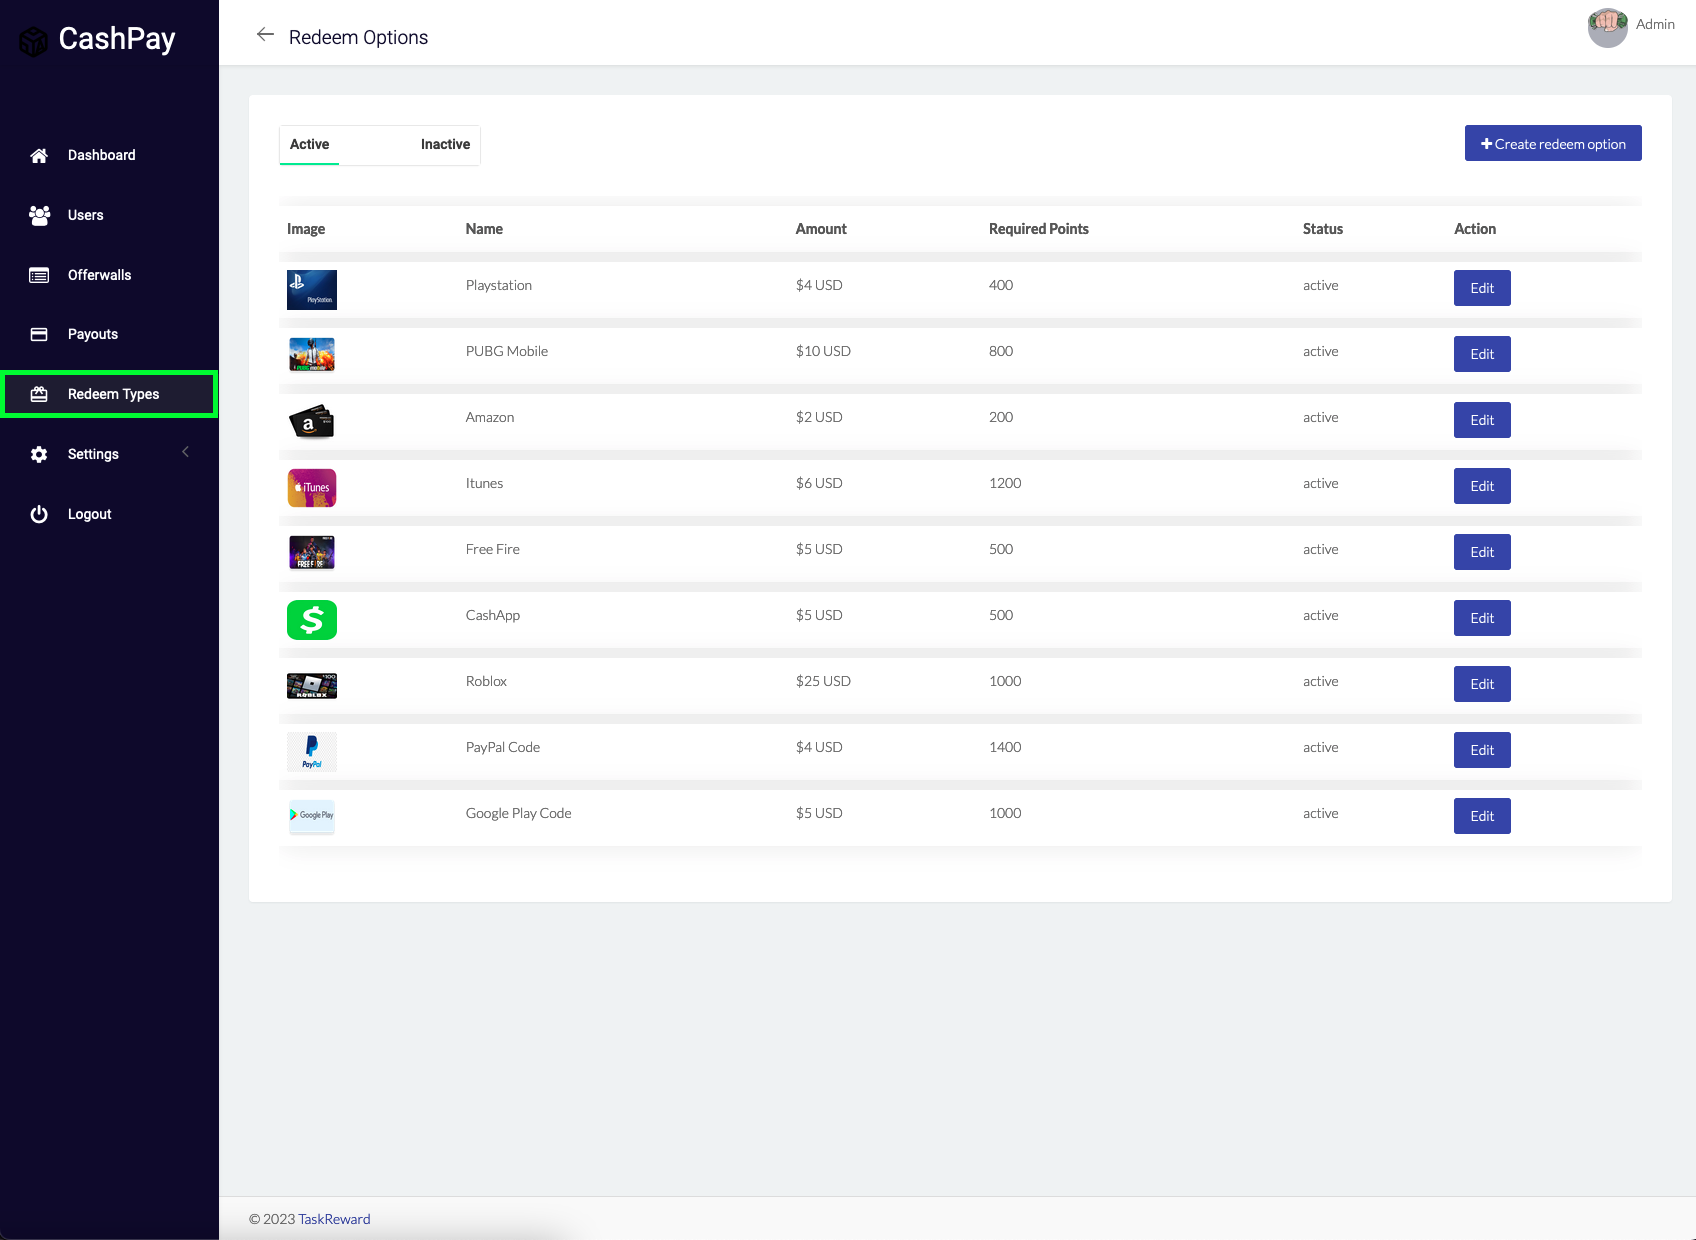 CashPay
Redeem Options
Admin
Dashboard
Users
Offerwalls
Payouts
Redeem Types
Settings
Logout
Active Inactive
Create redeem option
Image Name Amount Required Points Status Action
PlayStation Playstation $4 USD 400 active Edit
PUBG Mobile $10 USD 800 active Edit
a Amazon $2 USD 200 active Edit
iTunes Itunes $6 USD 1200 active Edit
FREE FIRE Free Fire $5 USD 500 active Edit
$ CashApp $5 USD 500 active Edit
$100 ROBLOX Roblox $25 USD 1000 active Edit
PayPal PayPal Code $4 USD 1400 active Edit
Google Play Google Play Code $5 USD 1000 active Edit
© 2023 TaskReward